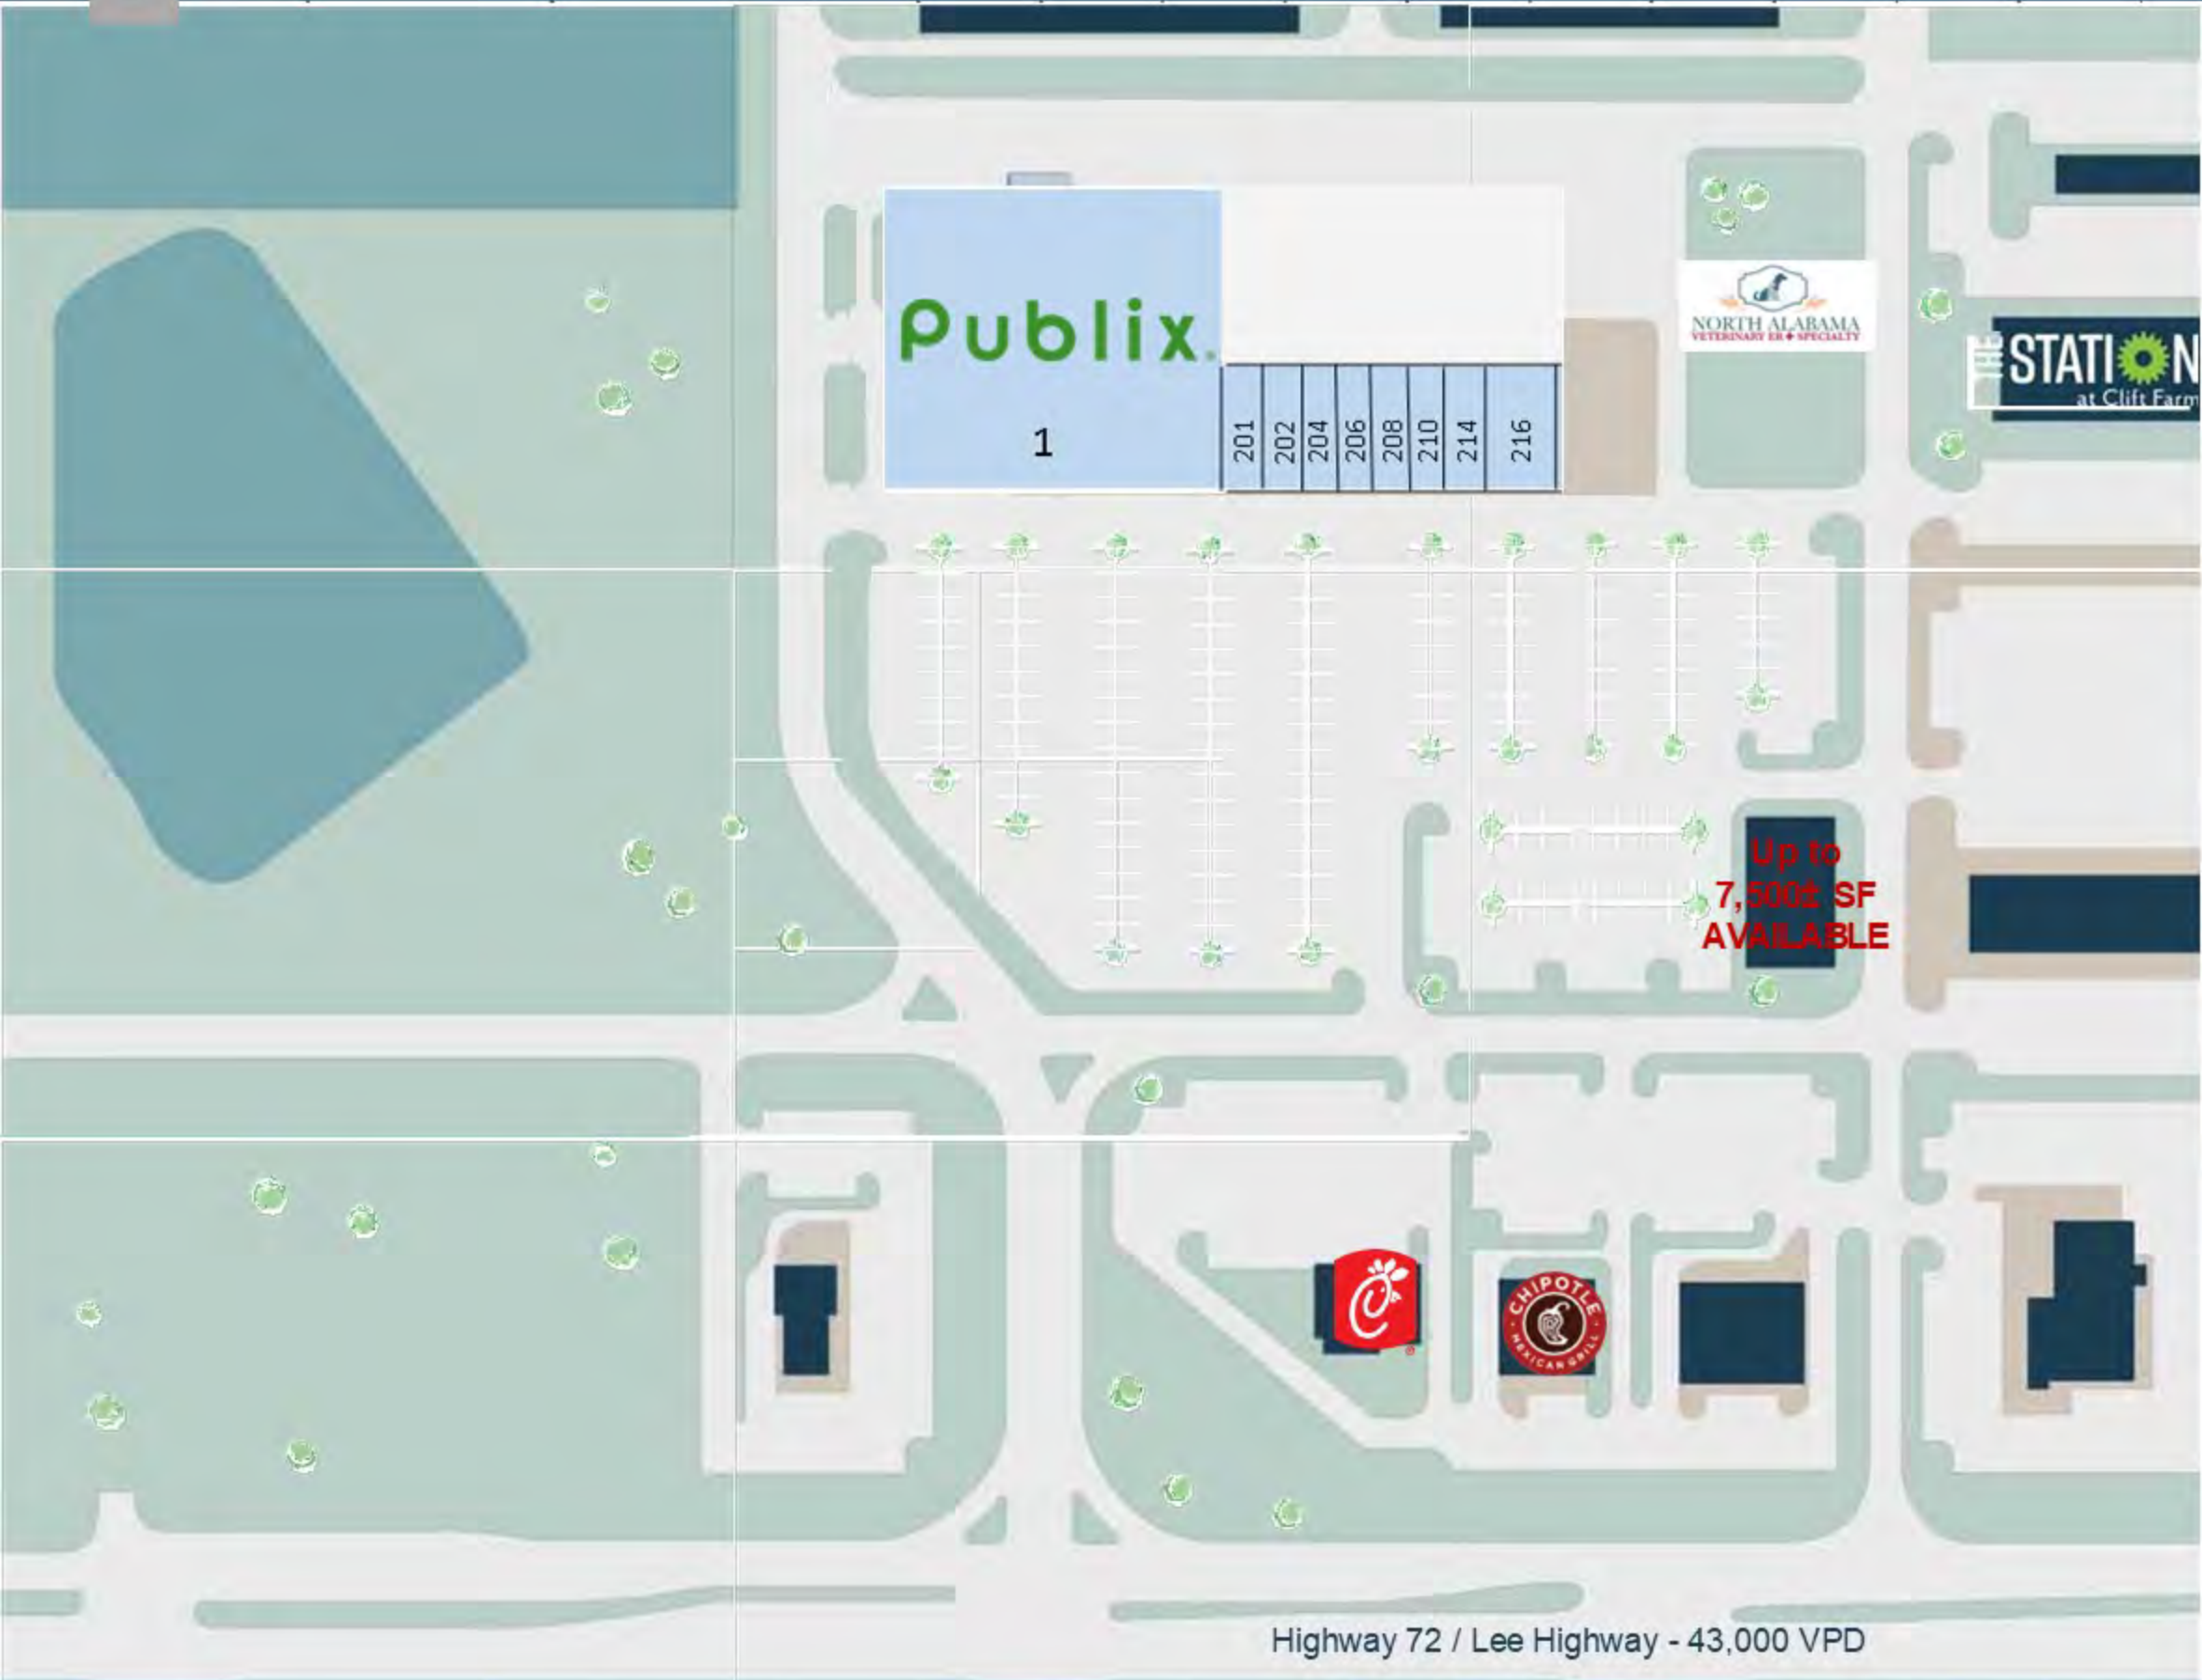 Publix.
1
201
202
204
206
208
210
214
216
NORTH ALABAMA
VETERINARY ER + SPECIALTY
THE STATION
at Clift Farm
Up to
7,500± SF
AVAILABLE
CHIPOTLE
MEXICAN GRILL
Highway 72 / Lee Highway - 43,000 VPD